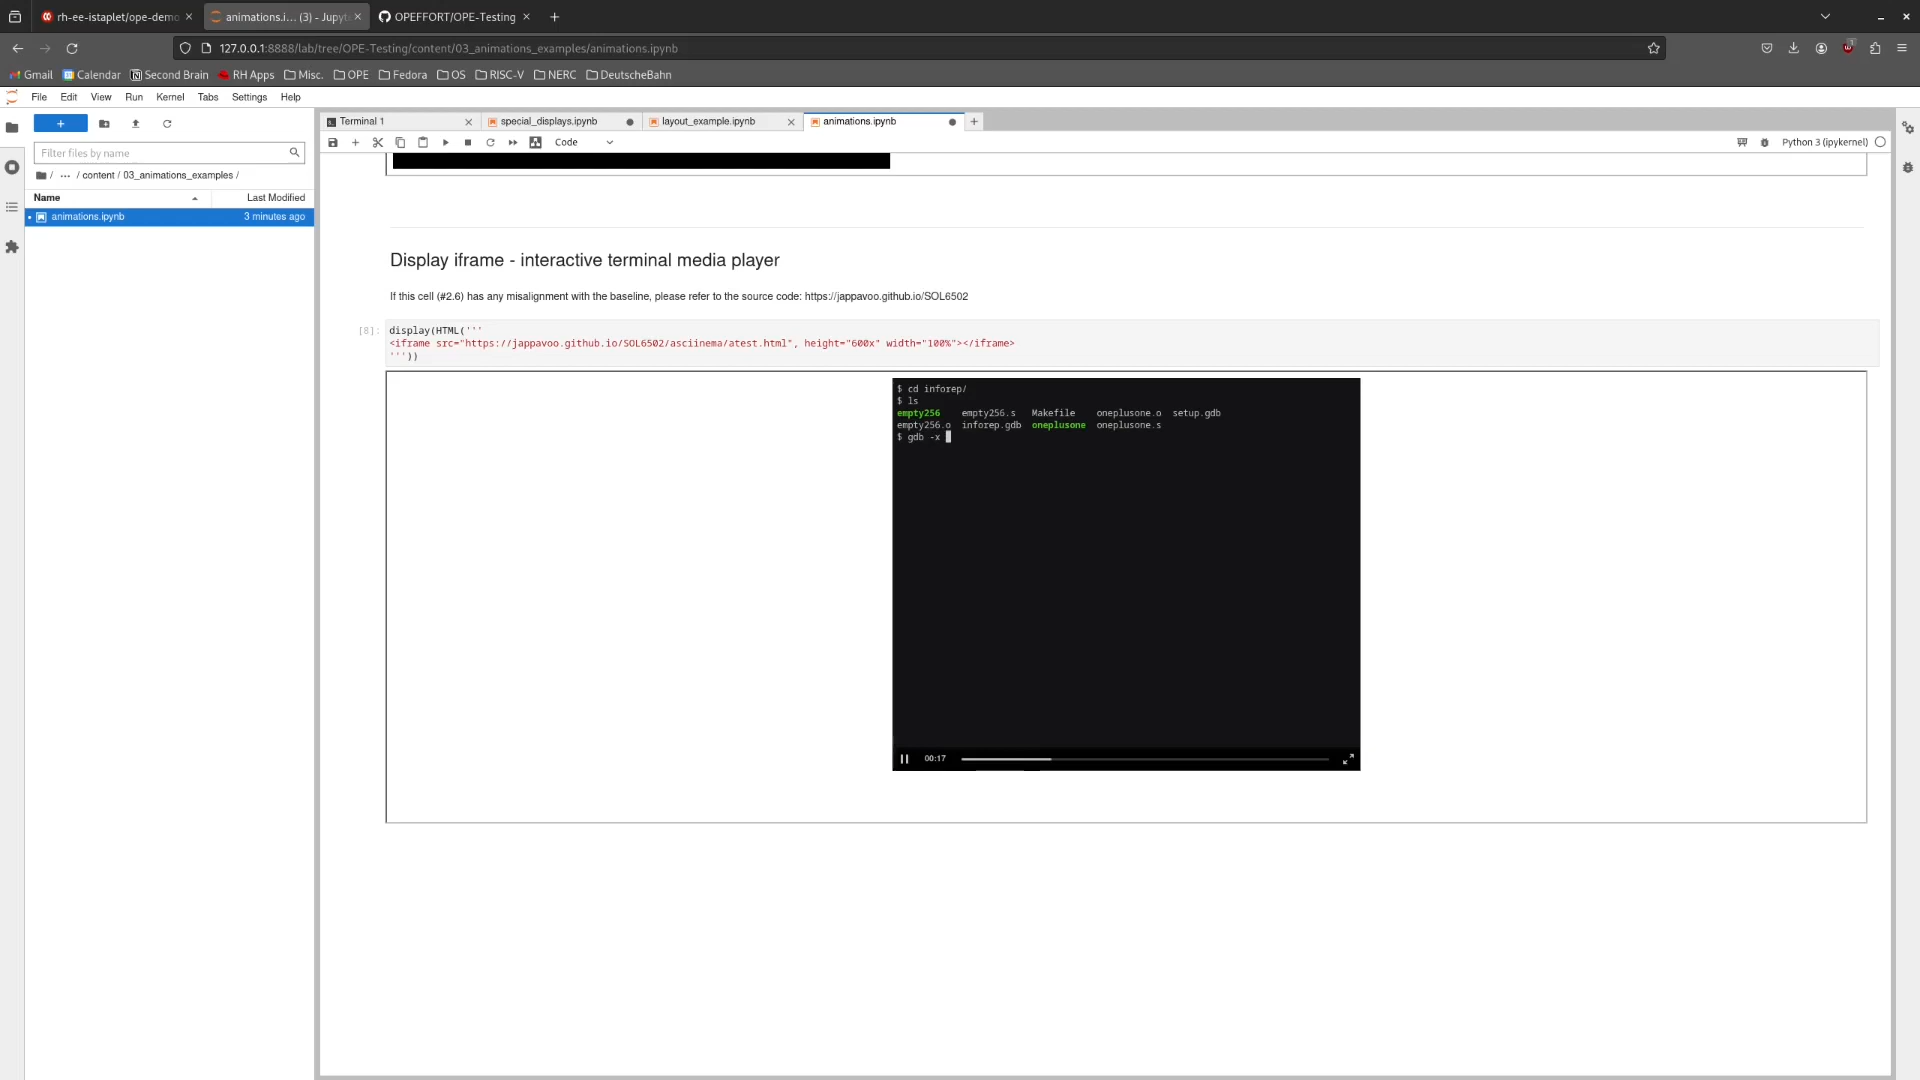 rh-ee-istaplet/ope-demo
animations.i… (3) - Jupyt
OPEFFORT/OPE-Testing
127.0.0.1:8888/lab/tree/OPE-Testing/content/03_animations_examples/animations.ipynb
1
Gmail
Calendar
Second Brain
RH Apps
Misc.
OPE
Fedora
OS
RISC-V
NERC
DeutscheBahn
File
Edit
View
Run
Kernel
Tabs
Settings
Help
Filter files by name
/ … / content / 03_animations_examples /
Name
Last Modified
animations.ipynb
3 minutes ago
Terminal 1
special_displays.ipynb
layout_example.ipynb
animations.ipynb
Code
Python 3 (ipykernel)
Display iframe - interactive terminal media player
If this cell (#2.6) has any misalignment with the baseline, please refer to the source code: https://jappavoo.github.io/SOL6502
[8]:
display(HTML('''
<iframe src="https://jappavoo.github.io/SOL6502/asciinema/atest.html", height="600x" width="100%"></iframe>
'''))
$ cd inforep/
$ ls
empty256 empty256.s Makefile oneplusone.o setup.gdb
empty256.o inforep.gdb oneplusone oneplusone.s
$ gdb -x
00:17